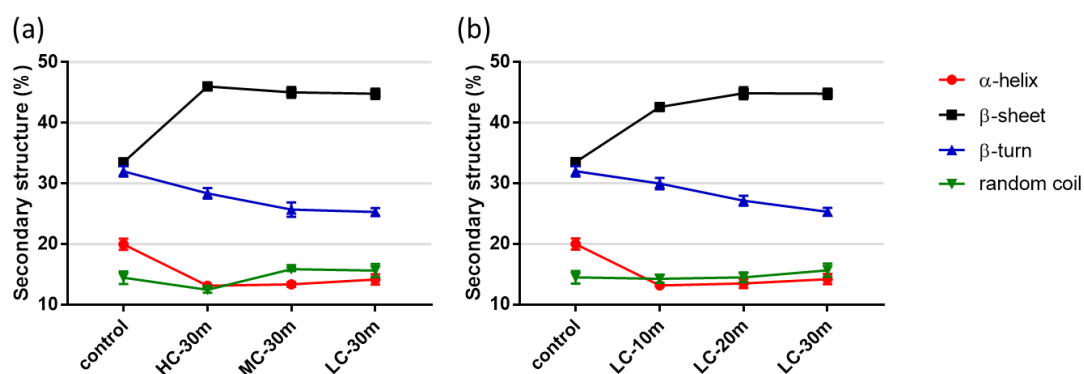 (a)
Secondary structure (%)
50
40
30
20
10
control
HC-30m
MC-30m
LC-30m
(b)
Secondary structure (%)
50
40
30
20
10
control
LC-10m
LC-20m
LC-30m
α-helix
β-sheet
β-turn
random coil